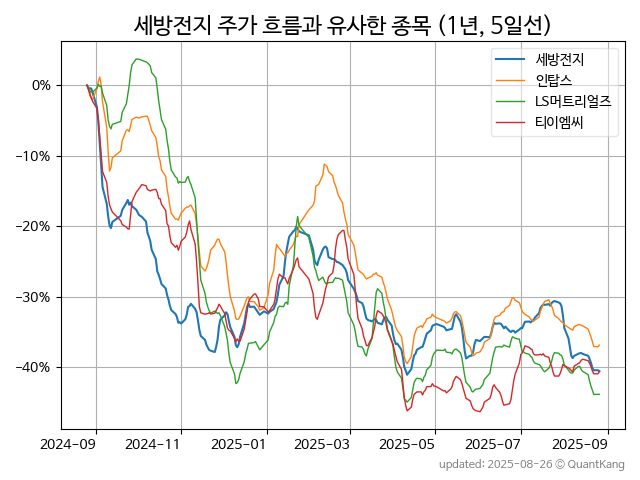 세방전지 주가 흐름과 유사한 종목 (1년, 5일선)
세방전지
인탑스
LS머트리얼즈
티이엠씨
0%
−10%
−20%
−30%
−40%
2024-09 2024-11 2025-01 2025-03 2025-05 2025-07 2025-09
updated: 2025-08-26 © QuantKang